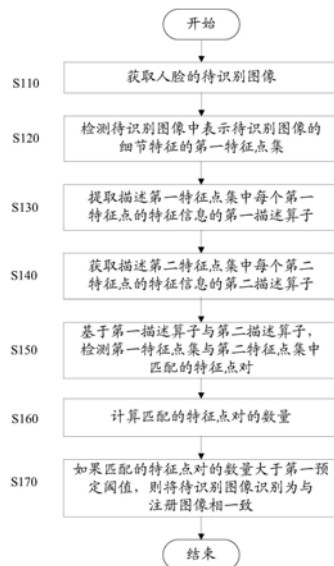 开始
S110
获取人脸的待识别图像
S120
检测待识别图像中表示待识别图像的
细节特征的第一特征点集
S130
提取描述第一特征点集中每个第一
特征点的特征信息的第一描述算子
S140
获取描述第二特征点集中每个第二
特征点的特征信息的第二描述算子
S150
基于第一描述算子与第二描述算子，
检测第一特征点集与第二特征点集中
匹配的特征点对
S160
计算匹配的特征点对的数量
S170
如果匹配的特征点对的数量大于第一预
定阈值，则将待识别图像识别为与
注册图像相一致
结束